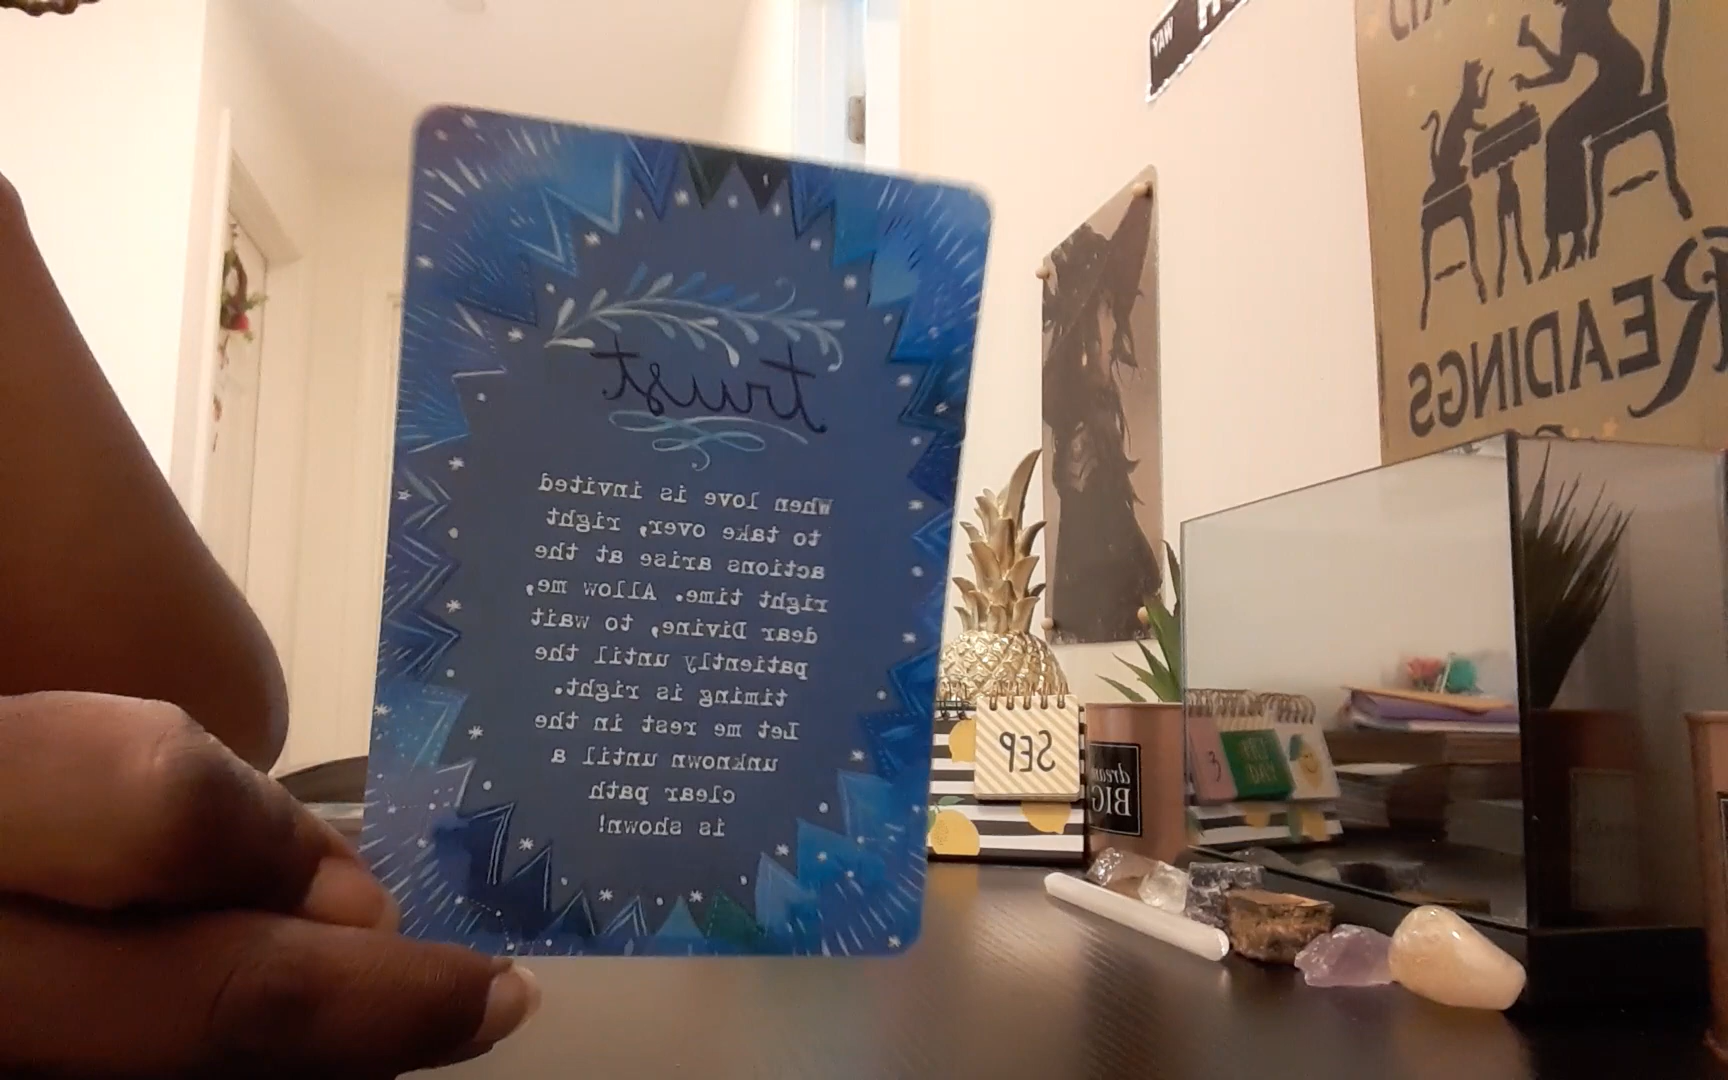 trust
When love is invited
to take over, right
actions arise at the
right time. Allow me,
dear Divine, to wait
patiently until the
timing is right.
Let me rest in the
unknown until a
clear path
is shown!
SEP
dream
BIG
WAY
READINGS